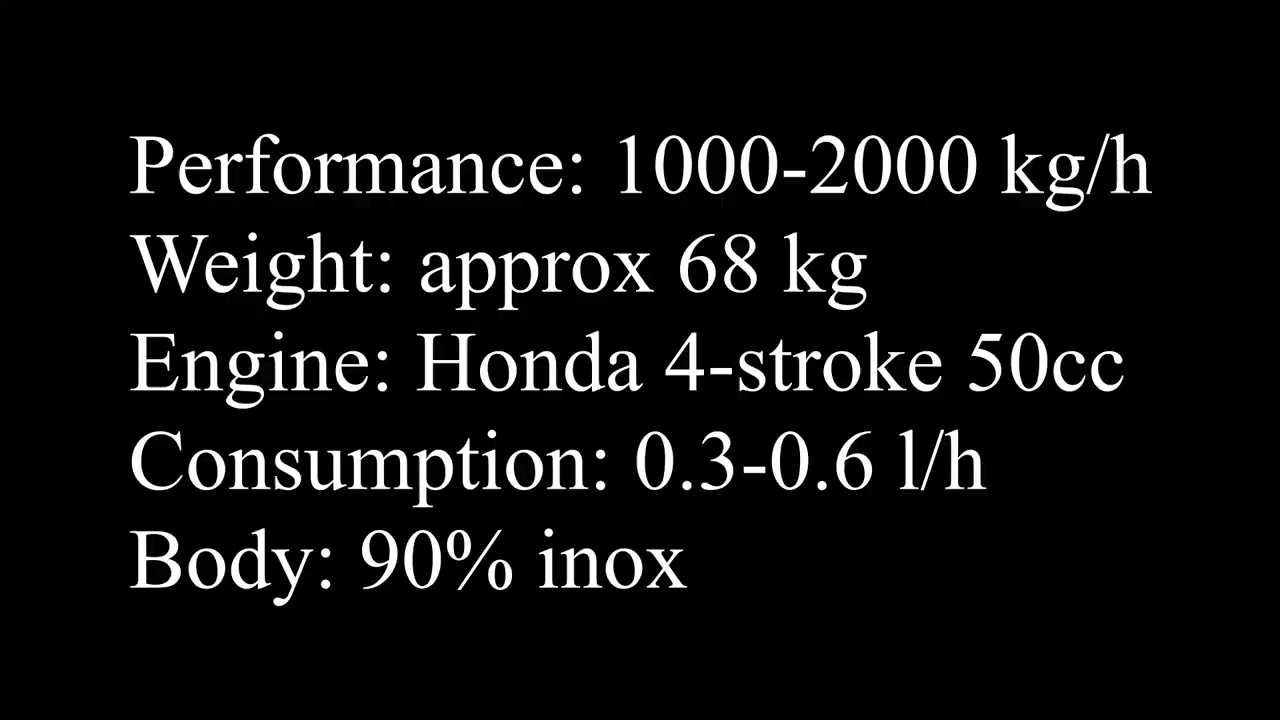 Performance: 1000-2000 kg/h
Weight: approx 68 kg
Engine: Honda 4-stroke 50cc
Consumption: 0.3-0.6 l/h
Body: 90% inox